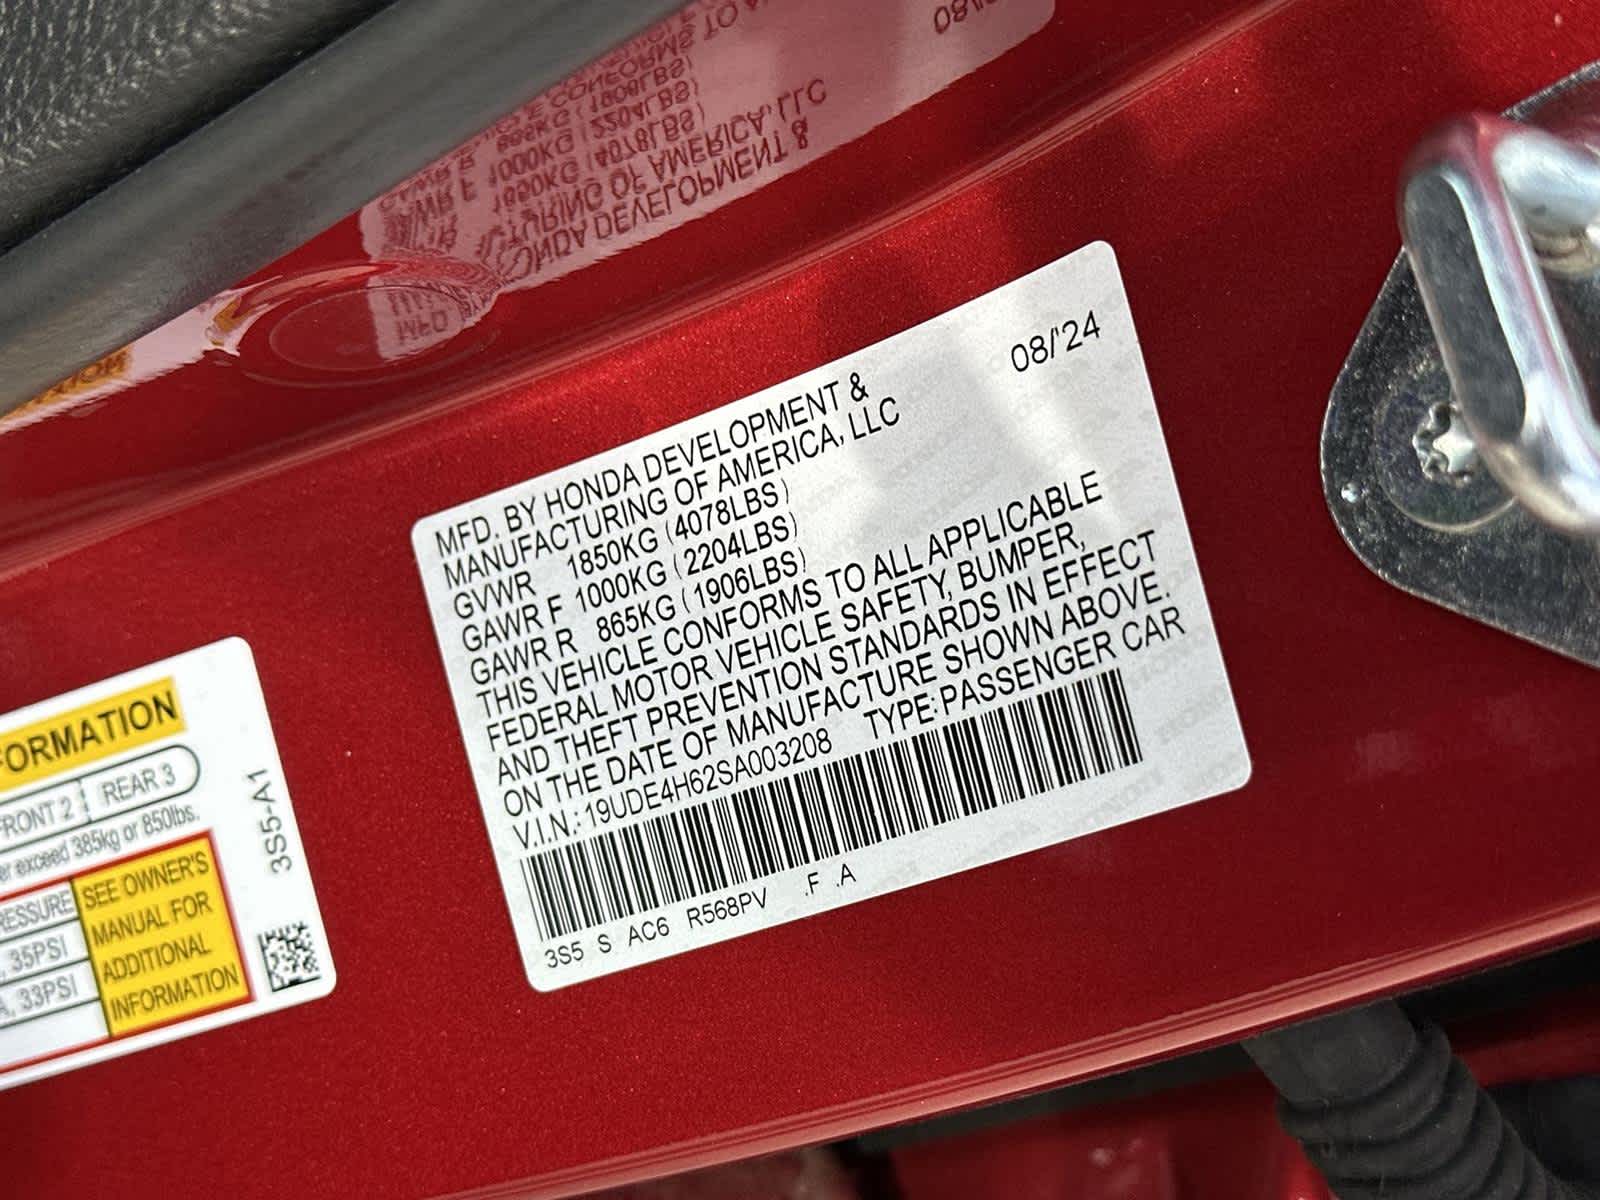 MFD. BY HONDA DEVELOPMENT &
MANUFACTURING OF AMERICA, LLC
08/'24
GVWR 1850KG (4078LBS)
GAWR F 1000KG (2204LBS)
GAWR R 865KG (1906LBS)
THIS VEHICLE CONFORMS TO ALL APPLICABLE
FEDERAL MOTOR VEHICLE SAFETY, BUMPER,
AND THEFT PREVENTION STANDARDS IN EFFECT
ON THE DATE OF MANUFACTURE SHOWN ABOVE.
V.I.N.: 19UDE4H62SA003208 TYPE: PASSENGER CAR
3S5 S AC6 R568PV .F .A
FORMATION
FRONT 2 REAR 3
er exceed 385kg or 850lbs.
RESSURE
, 35PSI
A, 33PSI
SEE OWNER'S
MANUAL FOR
ADDITIONAL
INFORMATION
3S5-A1